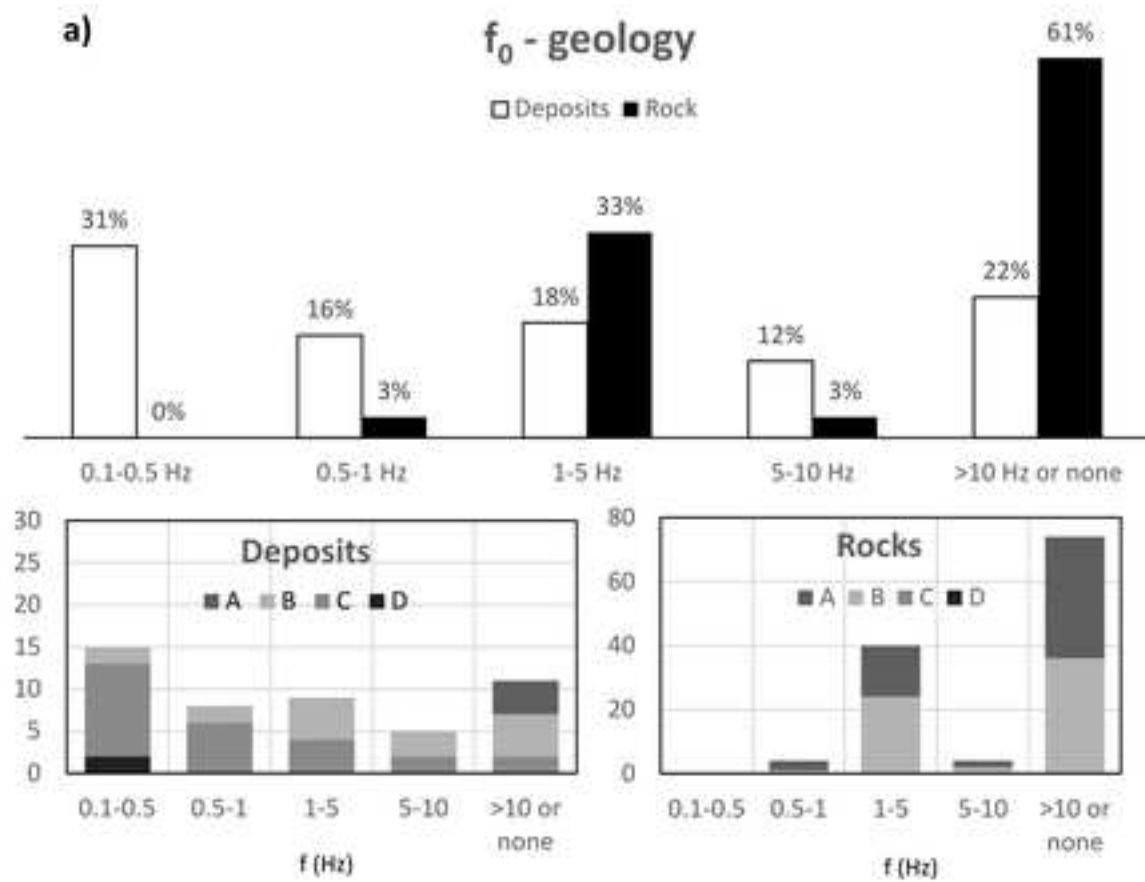 a)
f₀ - geology
Deposits Rock
31% 0% 16% 3% 18% 33% 12% 3% 22% 61%
0.1-0.5 Hz 0.5-1 Hz 1-5 Hz 5-10 Hz >10 Hz or none
Deposits
A B C D
30
25
20
15
10
5
0
0.1-0.5 0.5-1 1-5 5-10 >10 or
none
f (Hz)
Rocks
A B C D
80
60
40
20
0
0.1-0.5 0.5-1 1-5 5-10 >10 or
none
f (Hz)